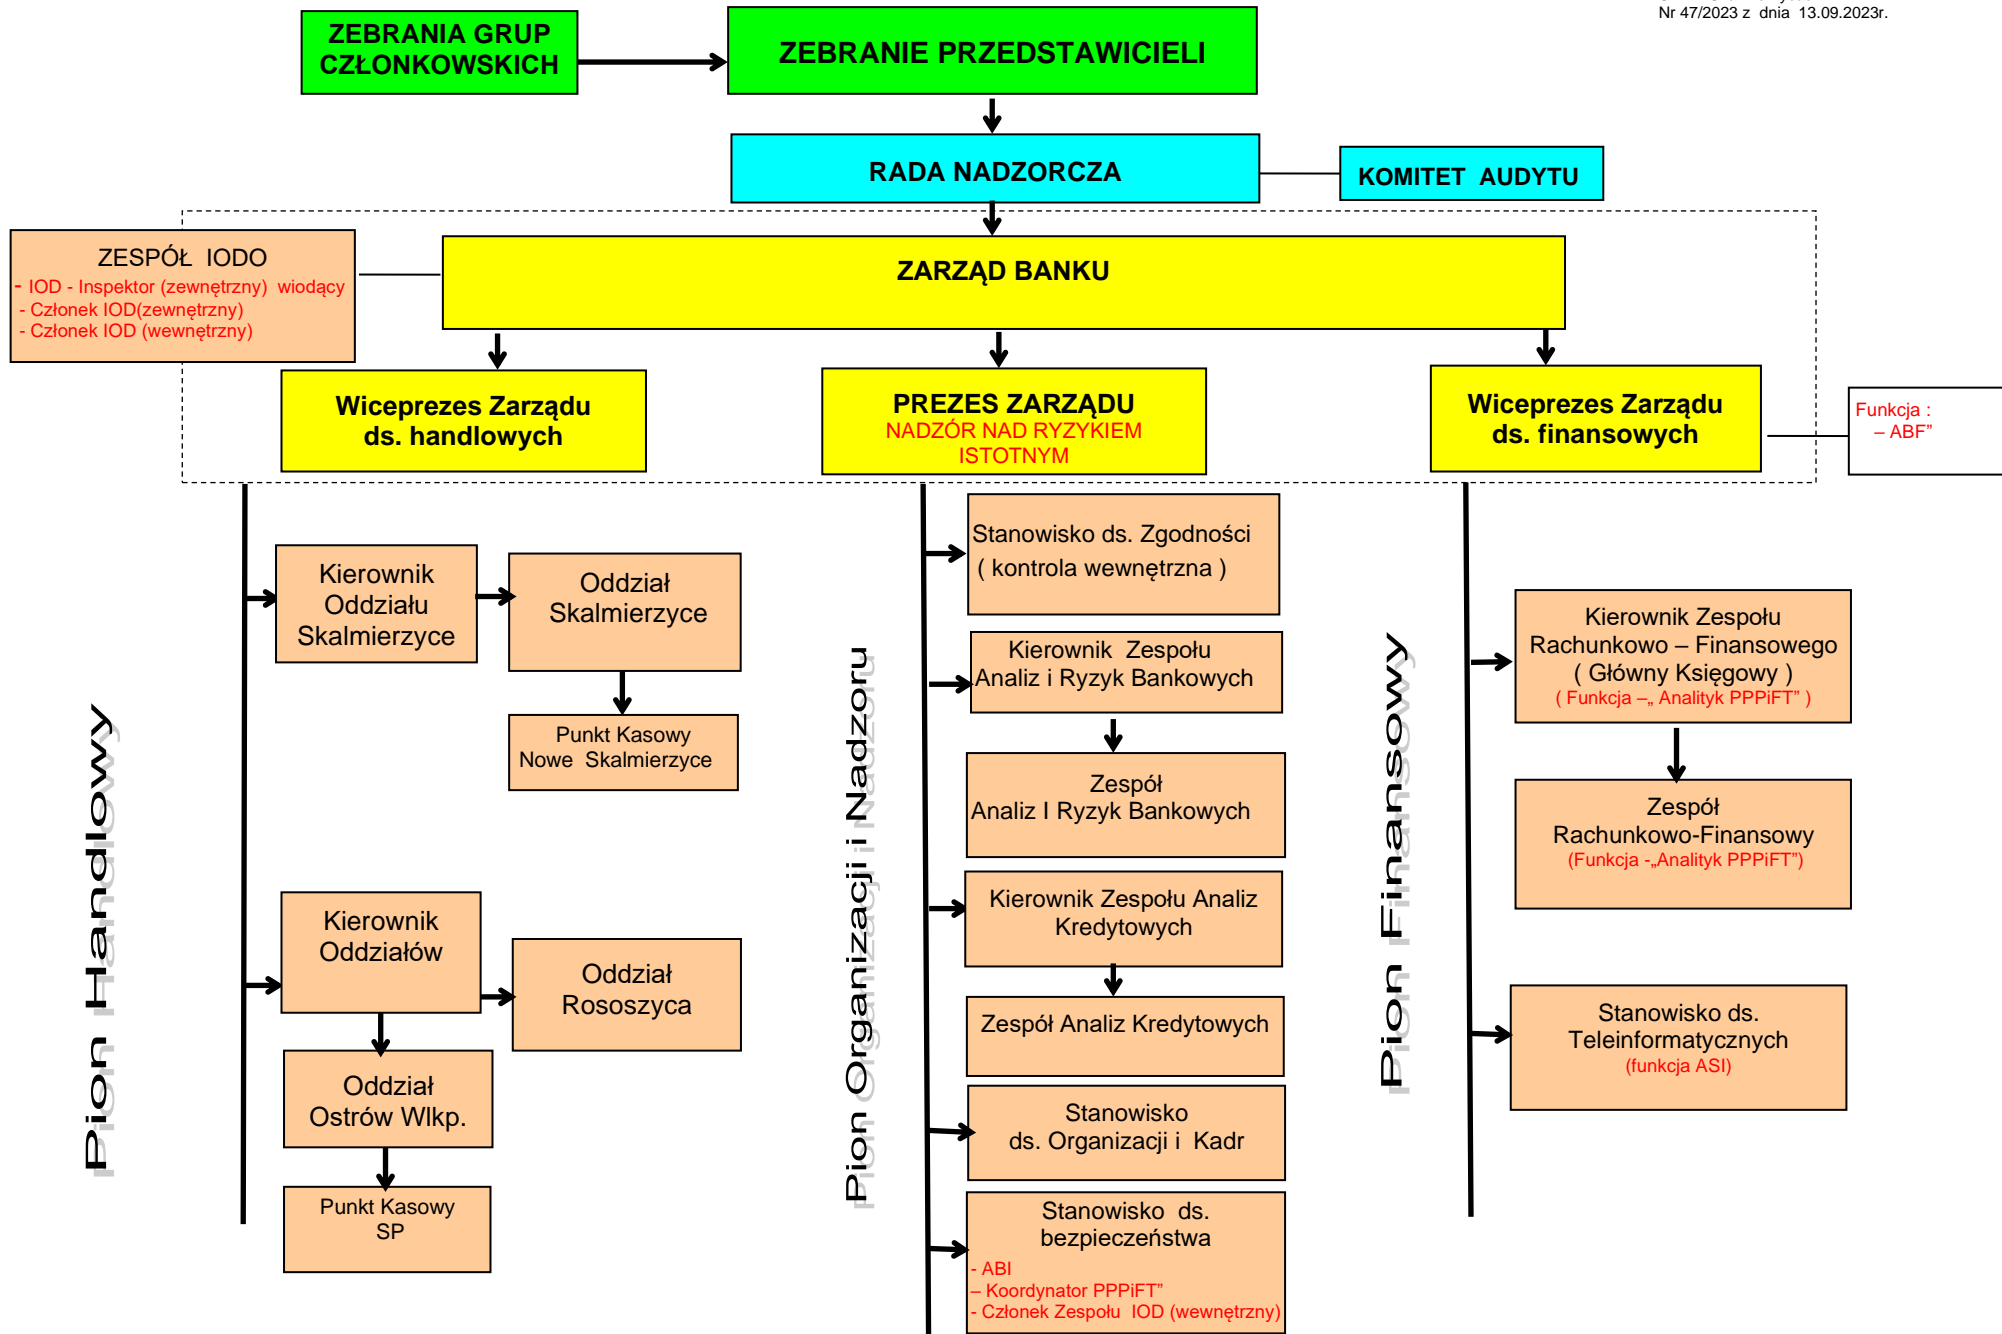 Nr 47/2023 z dnia 13.09.2023r.
ZEBRANIA GRUP
CZŁONKOWSKICH
ZEBRANIE PRZEDSTAWICIELI
RADA NADZORCZA
KOMITET AUDYTU
ZESPÓŁ IODO
- IOD - Inspektor (zewnętrzny) wiodący
- Członek IOD(zewnętrzny)
- Członek IOD (wewnętrzny)
ZARZĄD BANKU
Wiceprezes Zarządu
ds. handlowych
PREZES ZARZĄDU
NADZÓR NAD RYZYKIEM
ISTOTNYM
Wiceprezes Zarządu
ds. finansowych
Funkcja :
– ABF”
Pion Handlowy
Kierownik
Oddziału
Skalmierzyce
Oddział
Skalmierzyce
Punkt Kasowy
Nowe Skalmierzyce
Kierownik
Oddziałów
Oddział
Rososzyca
Oddział
Ostrów Wlkp.
Punkt Kasowy
SP
Pion Organizacji i Nadzoru
Stanowisko ds. Zgodności
( kontrola wewnętrzna )
Kierownik Zespołu
Analiz i Ryzyk Bankowych
Zespół
Analiz I Ryzyk Bankowych
Kierownik Zespołu Analiz
Kredytowych
Zespół Analiz Kredytowych
Stanowisko
ds. Organizacji i Kadr
Stanowisko ds.
bezpieczeństwa
- ABI
– Koordynator PPPiFT”
- Członek Zespołu IOD (wewnętrzny)
Pion Finansowy
Kierownik Zespołu
Rachunkowo – Finansowego
( Główny Księgowy )
( Funkcja –„ Analityk PPPiFT” )
Zespół
Rachunkowo-Finansowy
(Funkcja -„Analityk PPPiFT”)
Stanowisko ds.
Teleinformatycznych
(funkcja ASI)